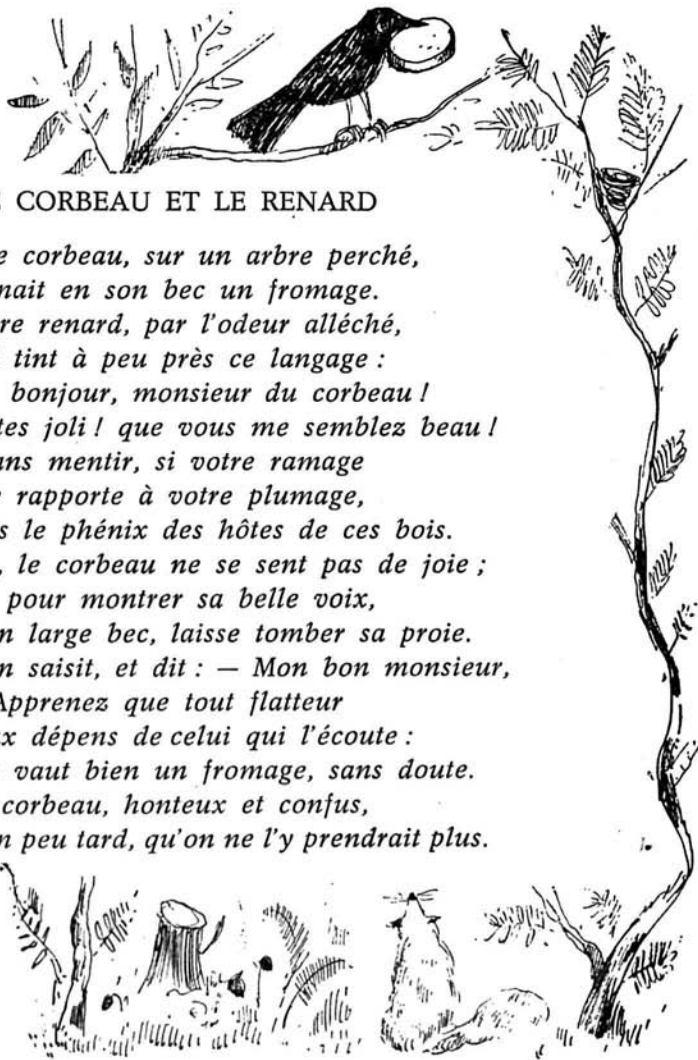 CORBEAU ET LE RENARD
corbeau, sur un arbre perché,
nait en son bec un fromage.
re renard, par l'odeur alléché,
tint à peu près ce langage :
bonjour, monsieur du corbeau !
tes joli ! que vous me semblez beau !
ans mentir, si votre ramage
rapporte à votre plumage,
s le phénix des hôtes de ces bois.
, le corbeau ne se sent pas de joie ;
pour montrer sa belle voix,
n large bec, laisse tomber sa proie.
n saisit, et dit : — Mon bon monsieur,
Apprenez que tout flatteur
ux dépens de celui qui l'écoute :
vaut bien un fromage, sans doute.
corbeau, honteux et confus,
n peu tard, qu'on ne l'y prendrait plus.